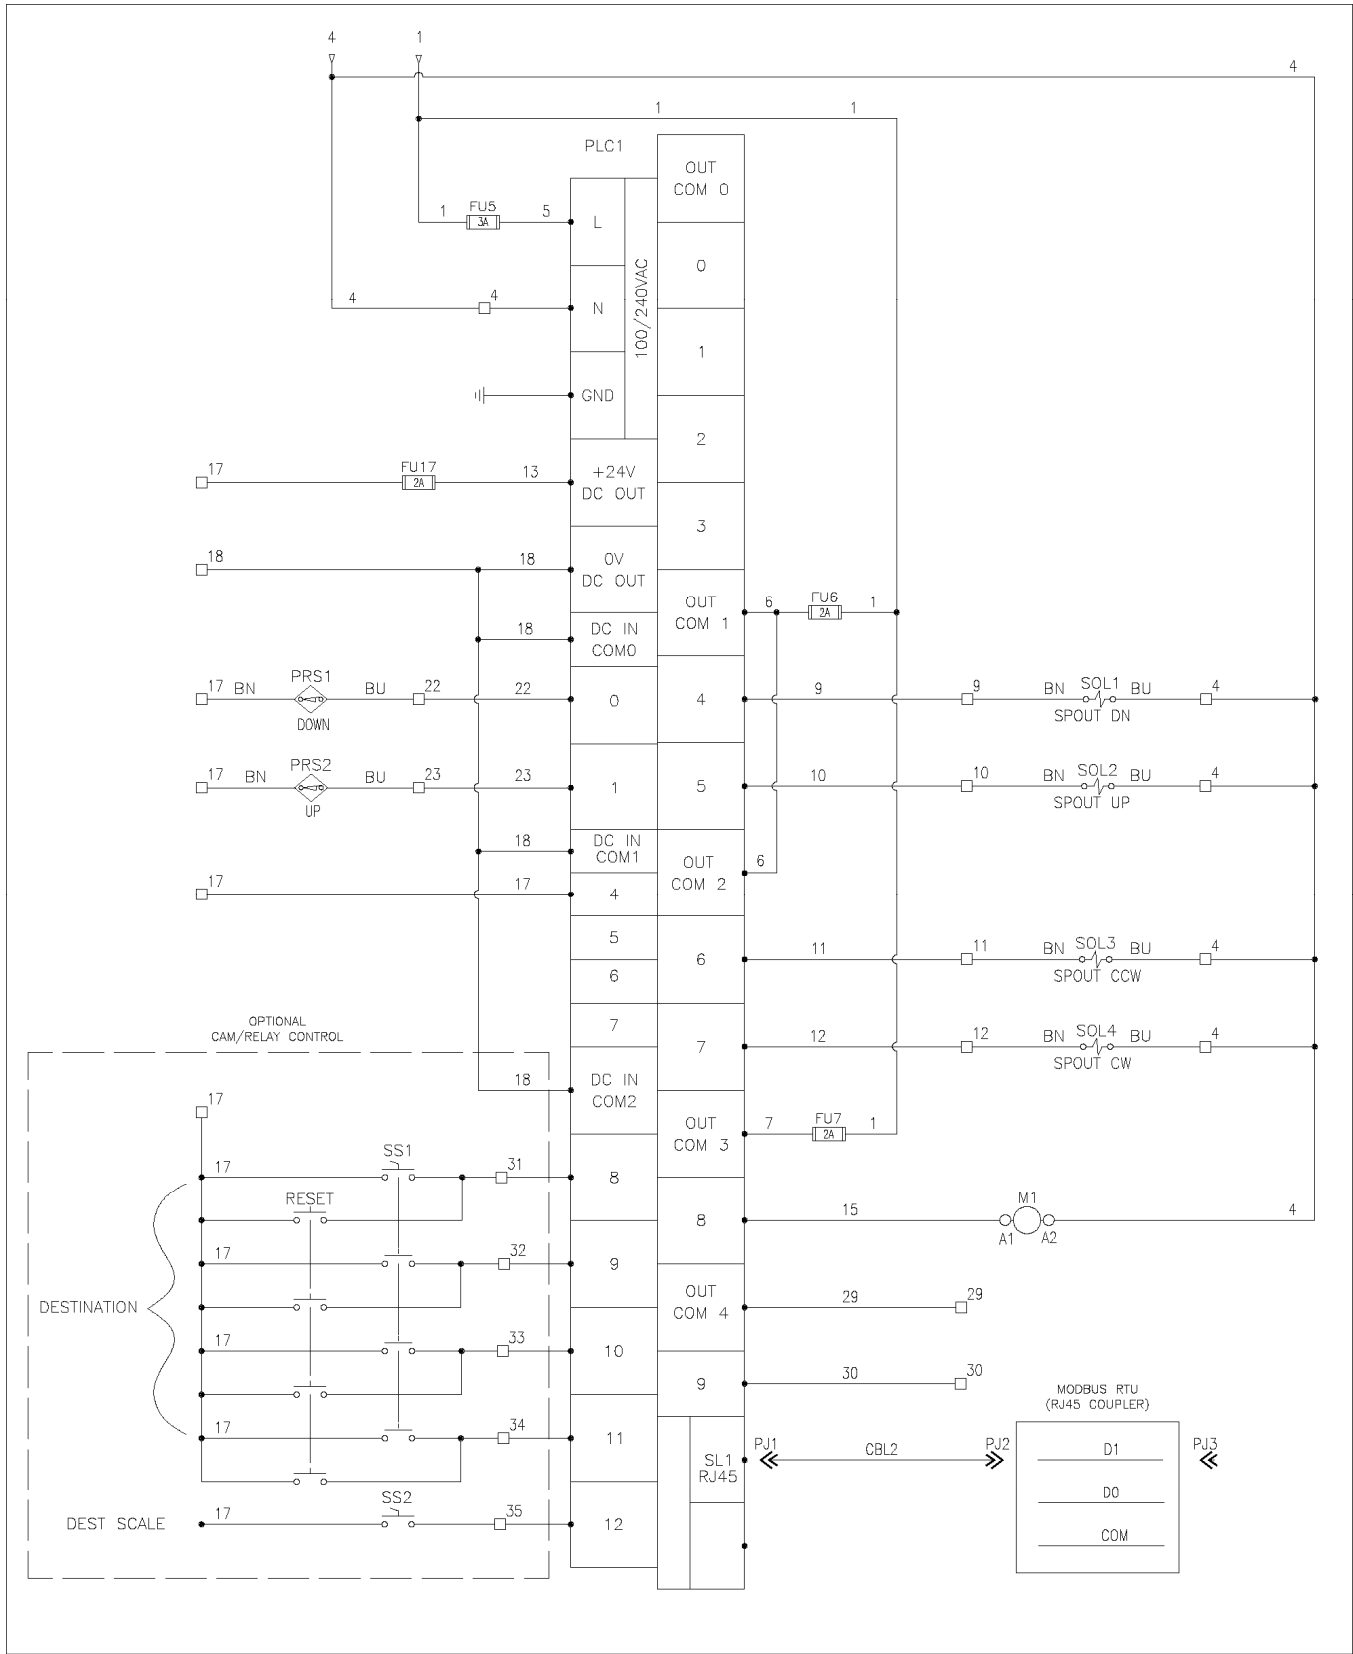 4 1
4
1 1
PLC1
OUT
COM 0
1 FU5 5 L
3A
0
4 4 N
100/240VAC
1
GND
2
17 FU17 13 +24V
2A DC OUT
3
18 18 0V
DC OUT
OUT 6 FU6 1
COM 1 2A
18 DC IN
COM0
17 BN PRS1 BU 22 22 0
DOWN
4 9 9 BN SOL1 BU 4
SPOUT DN
17 BN PRS2 BU 23 23 1
UP
5 10 10 BN SOL2 BU 4
SPOUT UP
18 DC IN
COM1
OUT 6
COM 2
17 17 4
5
6
6 11 11 BN SOL3 BU 4
SPOUT CCW
7
OPTIONAL
CAM/RELAY CONTROL
7 12 12 BN SOL4 BU 4
SPOUT CW
18 DC IN
COM2
17
OUT 7 FU7 1
COM 3 2A
17 SS1 31 8
RESET
8 15 M1 4
A1 A2
17 32 9
DESTINATION
OUT 29 29
COM 4
17 33 10
9 30 30
MODBUS RTU
(RJ45 COUPLER)
17 34 11
SL1 PJ1 CBL2 PJ2 D1 PJ3
RJ45
D0
DEST SCALE 17 SS2 35 12
COM